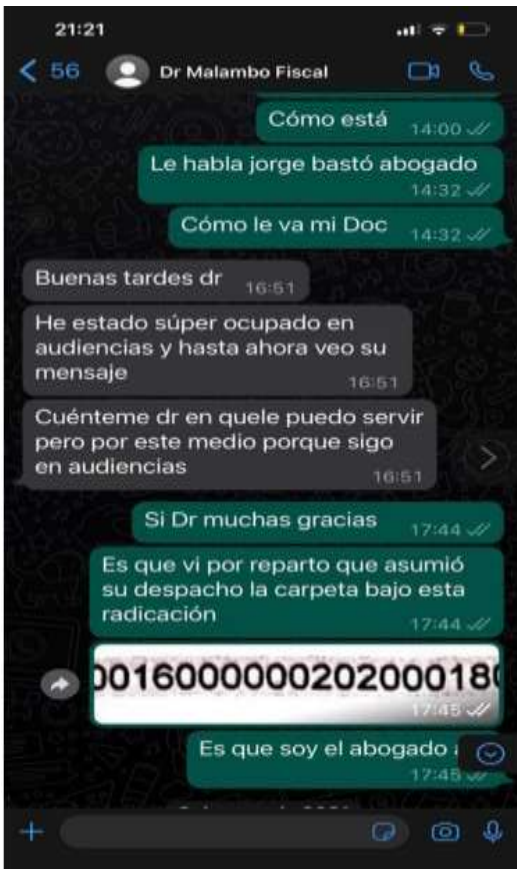 21:21
56 Dr Malambo Fiscal
Cómo está 14:00
Le habla jorge bastó abogado
14:32
Cómo le va mi Doc 14:32
Buenas tardes dr 16:51
He estado súper ocupado en
audiencias y hasta ahora veo su
mensaje
16:51
Cuénteme dr en quele puedo servir
pero por este medio porque sigo
en audiencias
16:51
Si Dr muchas gracias 17:44
Es que vi por reparto que asumió
su despacho la carpeta bajo esta
radicación
17:44
17:45
Es que soy el abogado
17:45